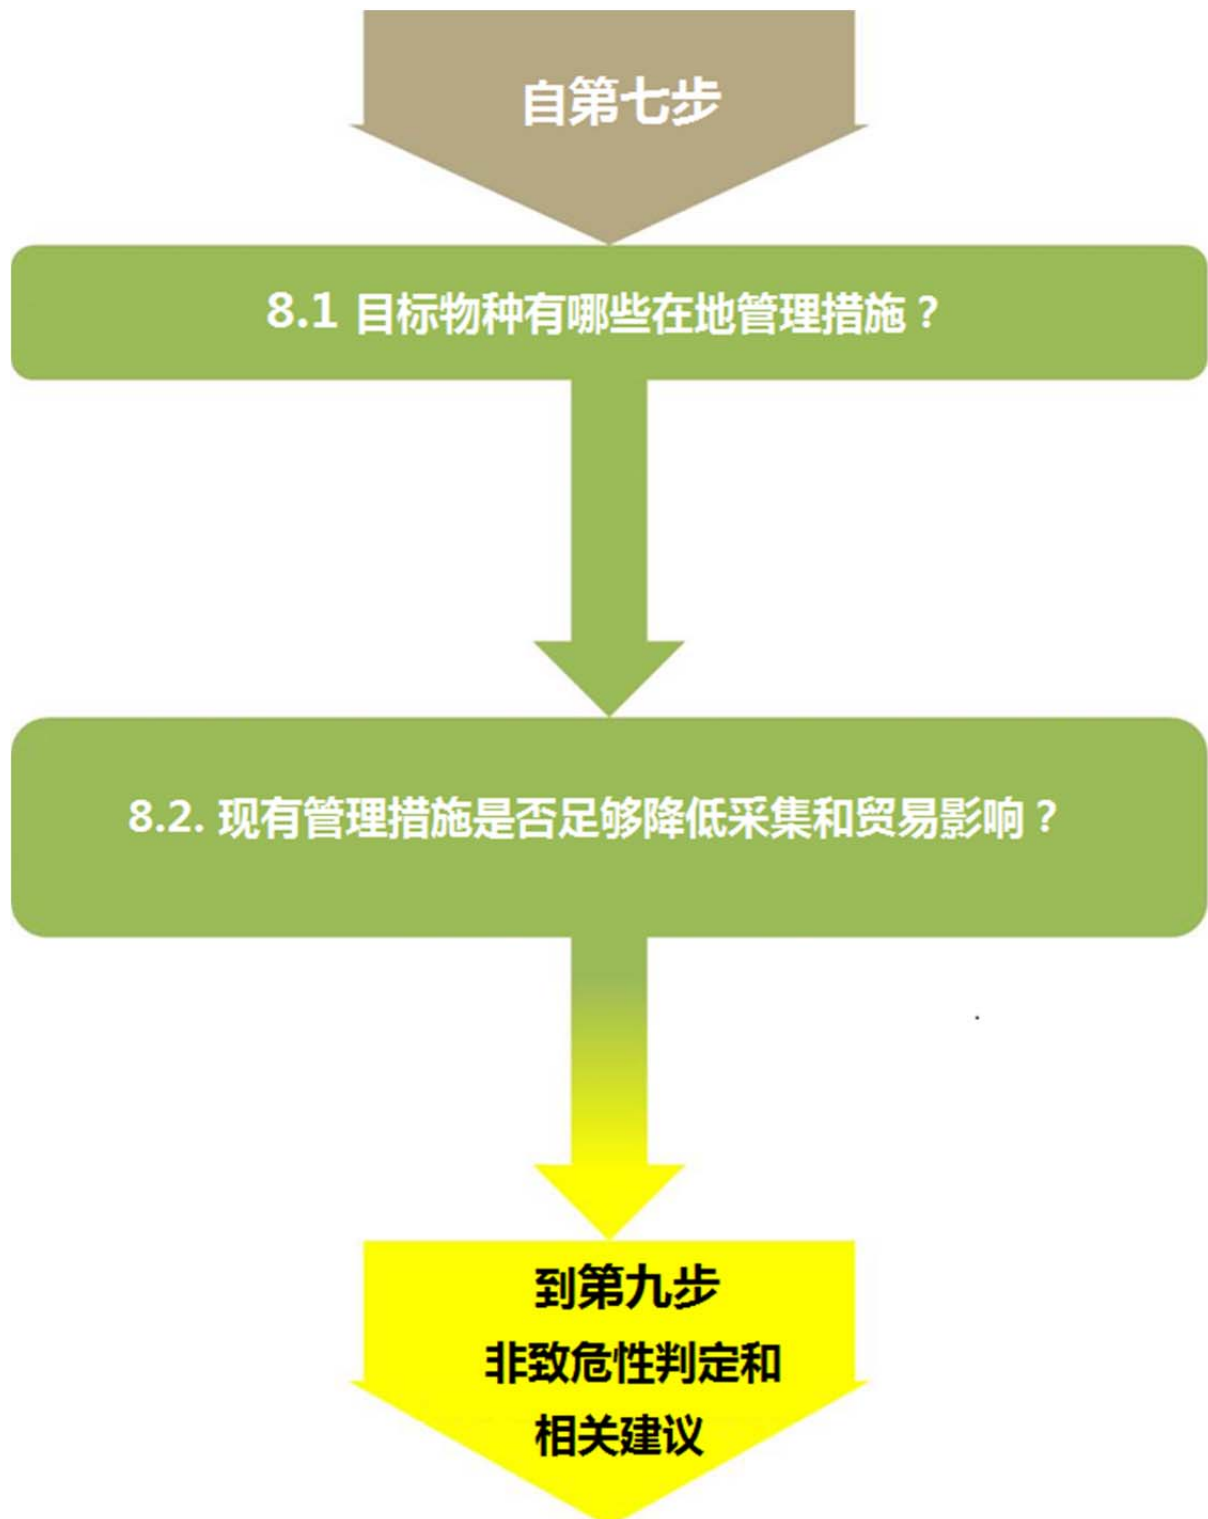 自第七步
8.1 目标物种有哪些在地管理措施？
8.2. 现有管理措施是否足够降低采集和贸易影响？
到第九步
非致危性判定和
相关建议